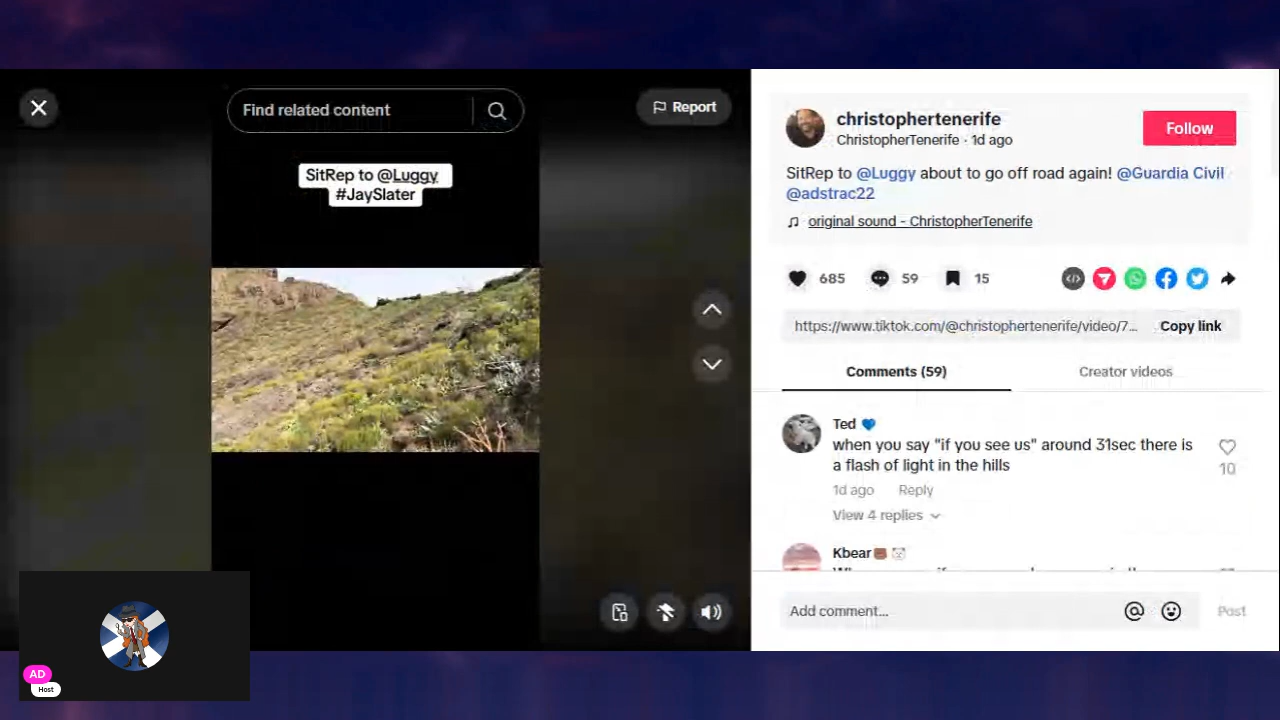 Find related content
Report
SitRep to @Luggy
#JaySlater
christophertenerife
ChristopherTenerife · 1d ago
Follow
SitRep to @Luggy about to go off road again! @Guardia Civil
@adstrac22
original sound - ChristopherTenerife
685
59
15
https://www.tiktok.com/@christophertenerife/video/7...
Copy link
Comments (59)
Creator videos
Ted
when you say "if you see us" around 31sec there is
a flash of light in the hills
10
1d ago
Reply
View 4 replies
Kbear
Add comment...
Post
AD
Host